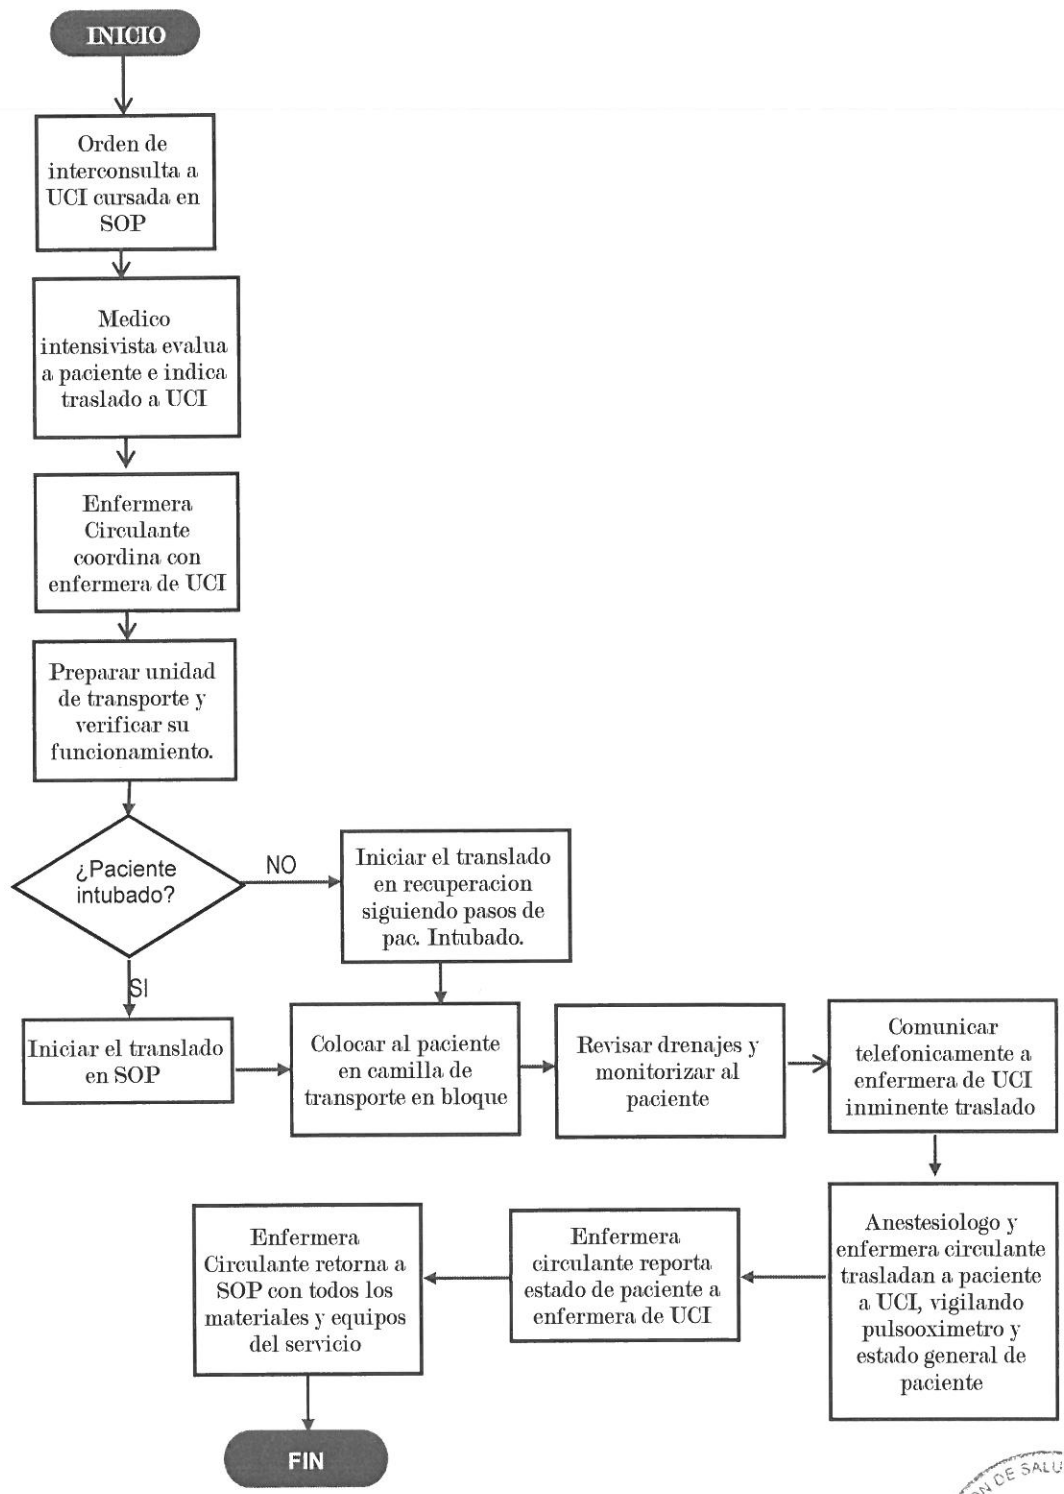 INICIO
Orden de
interconsulta a
UCI cursada en
SOP
Medico
intensivista evalua
a paciente e indica
traslado a UCI
Enfermera
Circulante
coordina con
enfermera de UCI
Preparar unidad
de transporte y
verificar su
funcionamiento.
¿Paciente
intubado?
NO
Iniciar el translado
en recuperacion
siguiendo pasos de
pac. Intubado.
SI
Iniciar el translado
en SOP
Colocar al paciente
en camilla de
transporte en bloque
Revisar drenajes y
monitorizar al
paciente
Comunicar
telefonicamente a
enfermera de UCI
inminente traslado
Anestesiologo y
enfermera circulante
trasladan a paciente
a UCI, vigilando
pulsooximetro y
estado general de
paciente
Enfermera
circulante reporta
estado de paciente a
enfermera de UCI
Enfermera
Circulante retorna a
SOP con todos los
materiales y equipos
del servicio
FIN
DE SALU